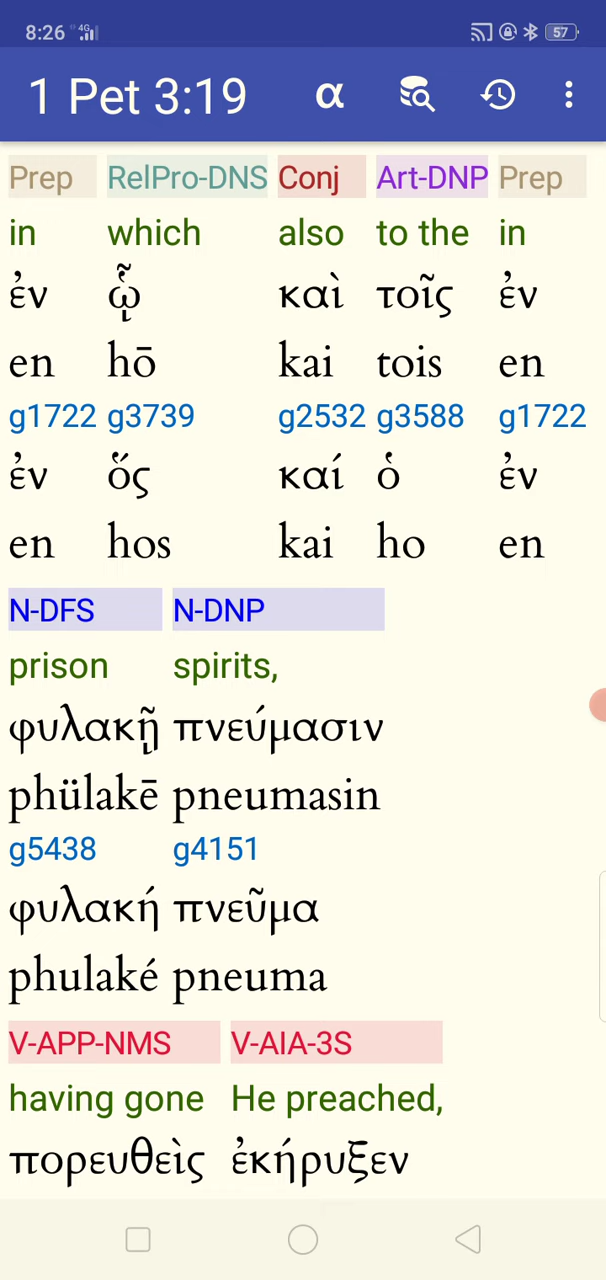 8:26 4G 57
1 Pet 3:19 α
Prep RelPro-DNS Conj Art-DNP Prep
in which also to the in
ἐν ᾧ καὶ τοῖς ἐν
en hō kai tois en
g1722 g3739 g2532 g3588 g1722
ἐν ὅς καί ὁ ἐν
en hos kai ho en
N-DFS N-DNP
prison spirits,
φυλακῇ πνεύμασιν
phülakē pneumasin
g5438 g4151
φυλακή πνεῦμα
phulaké pneuma
V-APP-NMS V-AIA-3S
having gone He preached,
πορευθεὶς ἐκήρυξεν